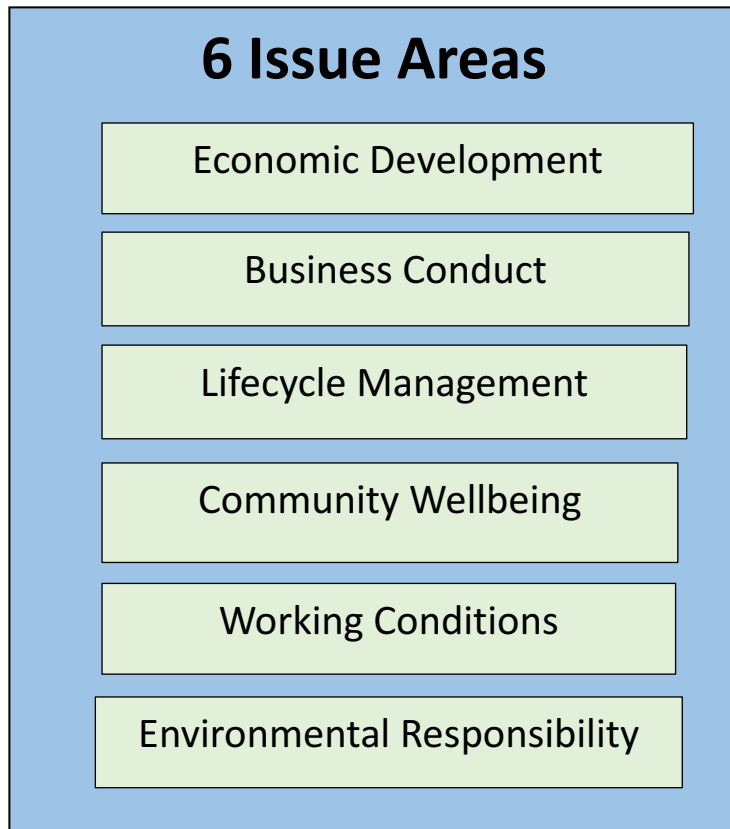 6 Issue Areas
Economic Development
Business Conduct
Lifecycle Management
Community Wellbeing
Working Conditions
Environmental Responsibility